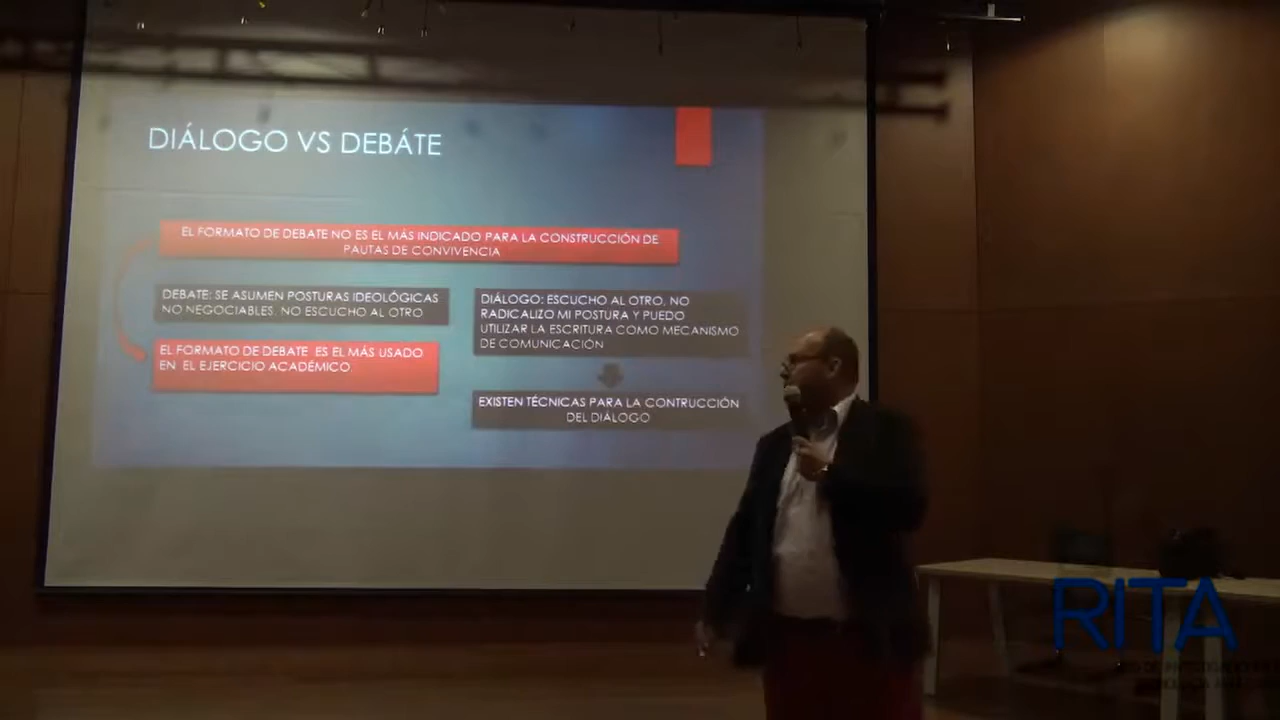 DIÁLOGO VS DEBÁTE
EL FORMATO DE DEBATE NO ES EL MÁS INDICADO PARA LA CONSTRUCCIÓN DE
PAUTAS DE CONVIVENCIA
DEBATE: SE ASUMEN POSTURAS IDEOLÓGICAS
NO NEGOCIABLES, NO ESCUCHO AL OTRO
EL FORMATO DE DEBATE ES EL MÁS USADO
EN EL EJERCICIO ACADÉMICO
DIÁLOGO: ESCUCHO AL OTRO, NO
RADICALIZO MI POSTURA Y PUEDO
UTILIZAR LA ESCRITURA COMO MECANISMO
DE COMUNICACIÓN
EXISTEN TÉCNICAS PARA LA CONTRUCCIÓN
DEL DIÁLOGO
RITA